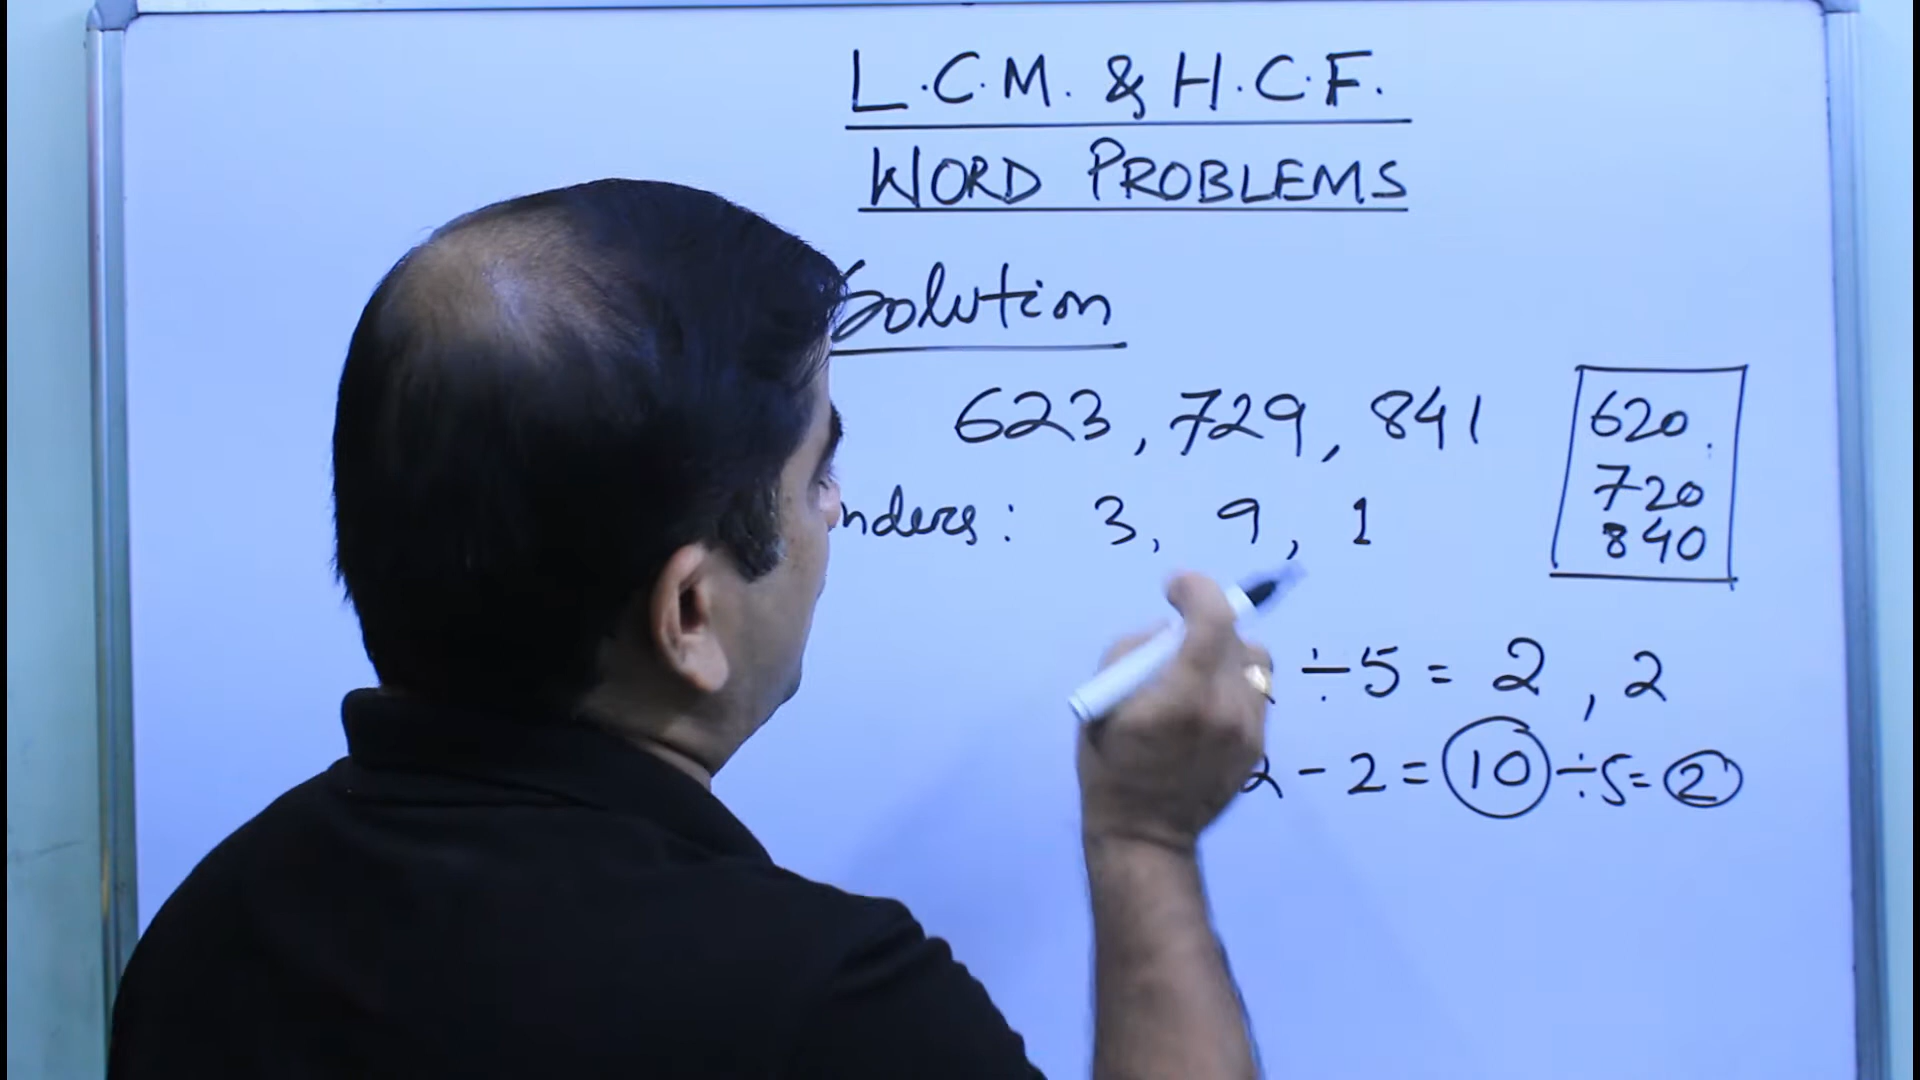 L.C.M. & H.C.F.
WORD PROBLEMS
Solution
623, 729, 841
nders: 3, 9, 1
620
720
840
÷5 = 2, 2
2 - 2 = 10 ÷5= 2